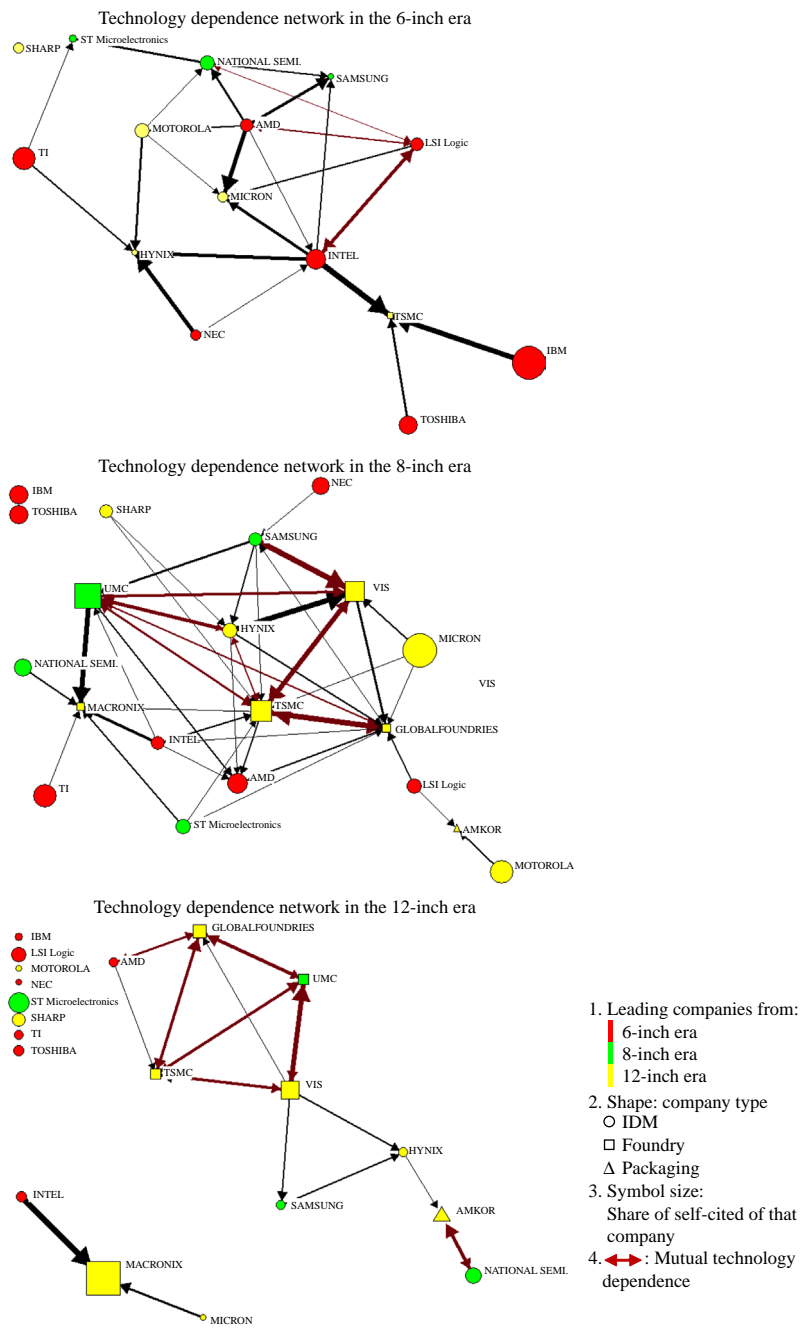 Technology dependence network in the 6-inch era
ST Microelectronics
SHARP
NATIONAL SEMI.
SAMSUNG
MOTOROLA
AMD
LSI Logic
TI
MICRON
HYNIX
INTEL
TSMC
NEC
IBM
TOSHIBA
Technology dependence network in the 8-inch era
IBM
NEC
TOSHIBA
SHARP
SAMSUNG
UMC
VIS
HYNIX
MICRON
NATIONAL SEMI.
VIS
MACRONIX
TSMC
GLOBALFOUNDRIES
INTEL
AMD
LSI Logic
TI
ST Microelectronics
AMKOR
MOTOROLA
Technology dependence network in the 12-inch era
GLOBALFOUNDRIES
IBM
LSI Logic
MOTOROLA
NEC
ST Microelectronics
SHARP
TI
TOSHIBA
AMD
UMC
TSMC
VIS
HYNIX
INTEL
SAMSUNG
AMKOR
MACRONIX
NATIONAL SEMI.
MICRON
1. Leading companies from:
6-inch era
8-inch era
12-inch era
2. Shape: company type
IDM
Foundry
Packaging
3. Symbol size:
Share of self-cited of that
company
4. : Mutual technology
dependence